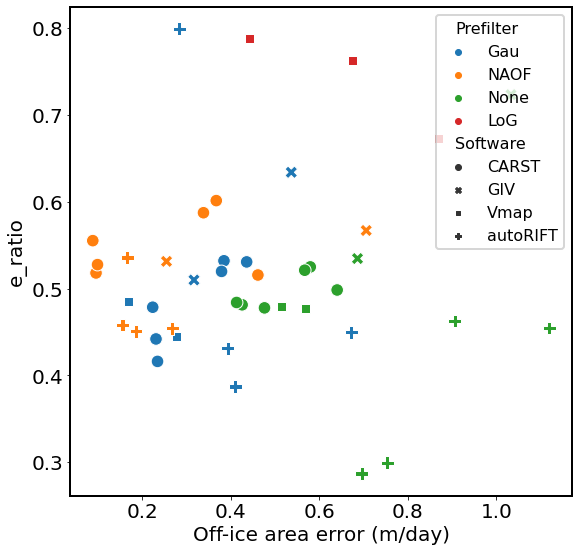 Prefilter
Gau
NAOF
None
LoG
Software
CARST
GIV
Vmap
autoRIFT
0.8
0.7
0.6
0.5
0.4
0.3
e_ratio
0.2 0.4 0.6 0.8 1.0
Off-ice area error (m/day)